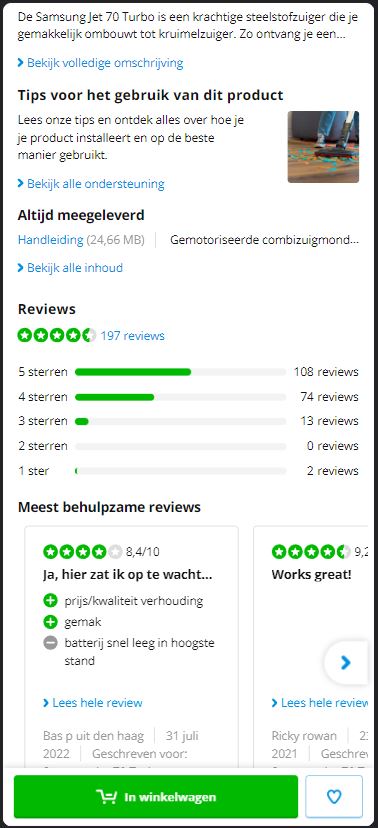 De Samsung Jet 70 Turbo is een krachtige steelstofzuiger die je
gemakkelijk ombouwt tot kruimelzuiger. Zo ontvang je een...
Bekijk volledige omschrijving
Tips voor het gebruik van dit product
Lees onze tips en ontdek alles over hoe je
je product installeert en op de beste
manier gebruikt.
Bekijk alle ondersteuning
Altijd meegeleverd
Handleiding (24,66 MB) Gemotoriseerde combizuigmond...
Bekijk alle inhoud
Reviews
197 reviews
5 sterren 108 reviews
4 sterren 74 reviews
3 sterren 13 reviews
2 sterren 0 reviews
1 ster 2 reviews
Meest behulpzame reviews
8,4/10
Ja, hier zat ik op te wacht...
prijs/kwaliteit verhouding
gemak
batterij snel leeg in hoogste
stand
Lees hele review
Bas p uit den haag 31 juli
2022 Geschreven voor:
9,2
Works great!
Lees hele review
Ricky rowan
2021
In winkelwagen